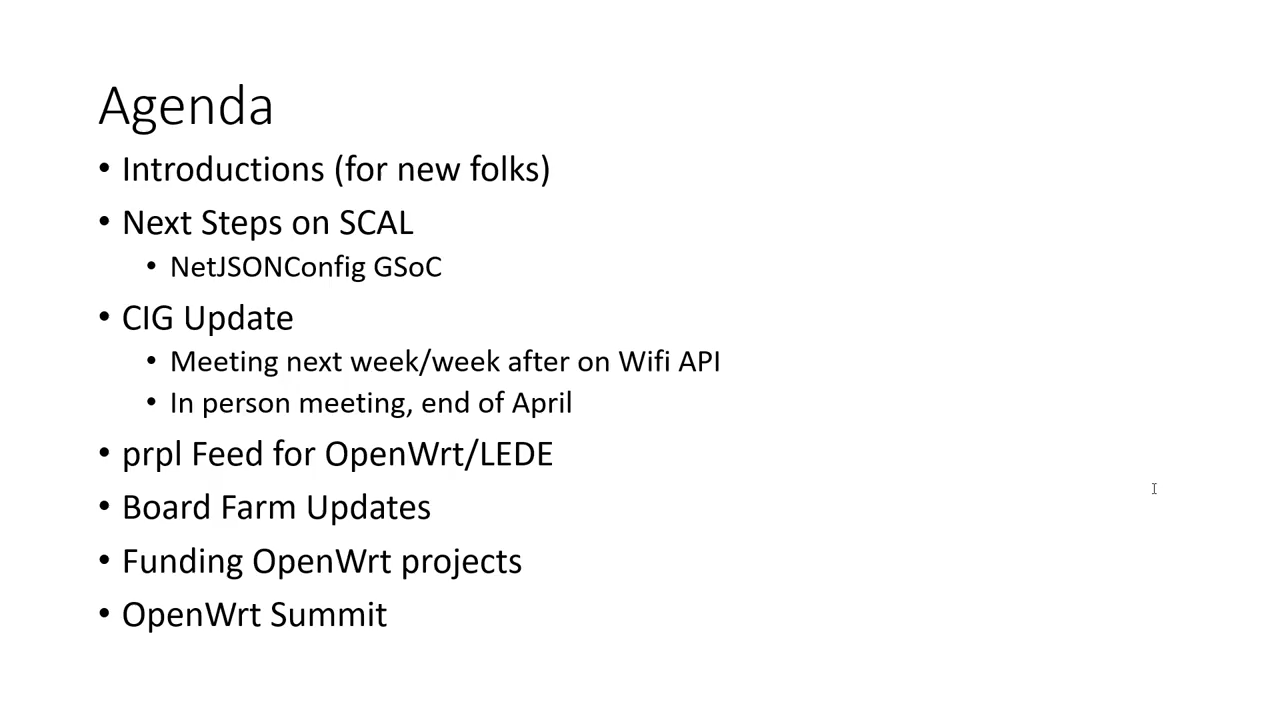 Agenda
• Introductions (for new folks)
• Next Steps on SCAL
• NetJSONConfig GSoC
• CIG Update
• Meeting next week/week after on Wifi API
• In person meeting, end of April
• prpl Feed for OpenWrt/LEDE
• Board Farm Updates
• Funding OpenWrt projects
• OpenWrt Summit